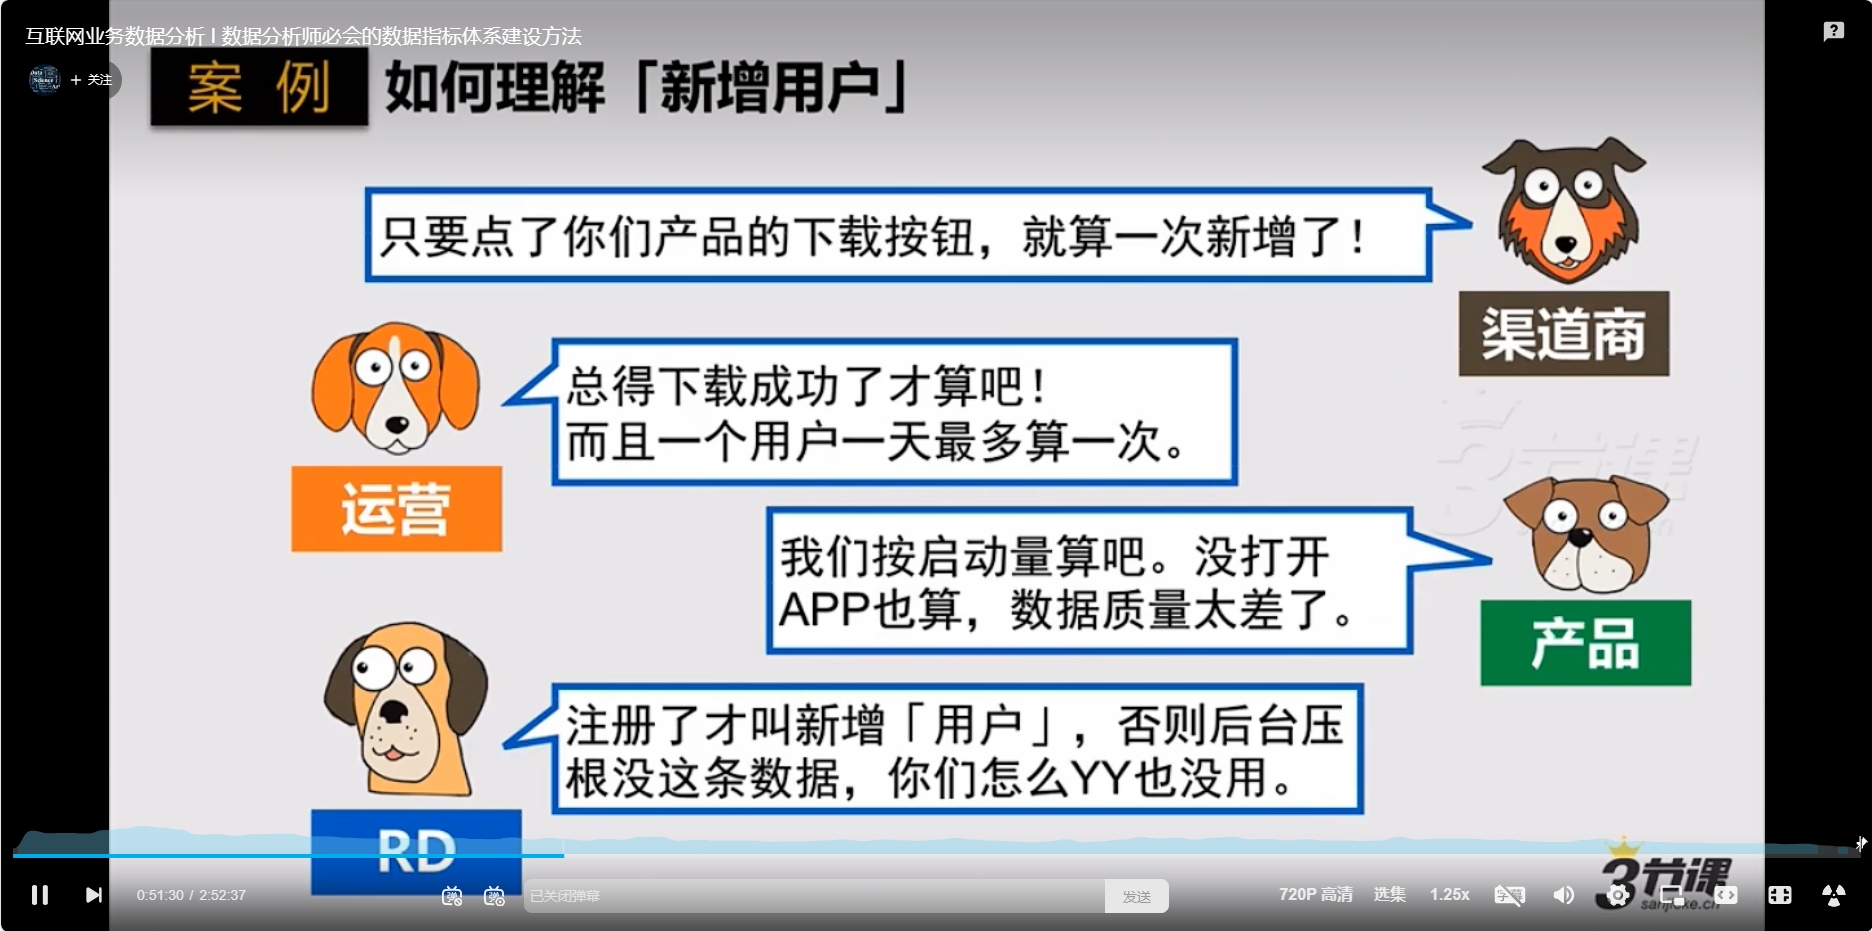 互联网业务数据分析 | 数据分析师必会的数据指标体系建设方法
+ 关注
案 例 如何理解「新增用户」
只要点了你们产品的下载按钮，就算一次新增了！
渠道商
总得下载成功了才算吧！
而且一个用户一天最多算一次。
运营
我们按启动量算吧。没打开
APP也算，数据质量太差了。
产品
注册了才叫新增「用户」，否则后台压
根没这条数据，你们怎么YY也没用。
RD
3节课
sanjieke.cn
0:51:30 / 2:52:37
已关闭弹幕
发送
720P 高清
选集
1.25x
字幕